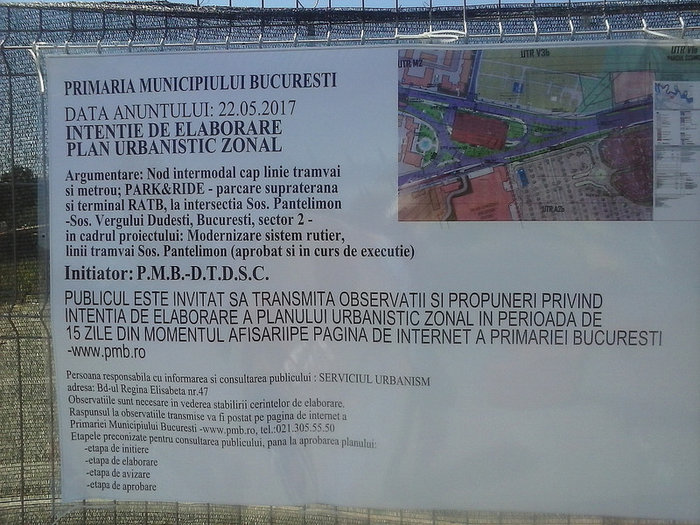 PRIMARIA MUNICIPIULUI BUCURESTI
DATA ANUNTULUI: 22.05.2017
INTENTIE DE ELABORARE
PLAN URBANISTIC ZONAL
Argumentare: Nod intermodal cap linie tramvai
si metrou; PARK&RIDE - parcare supraterana
si terminal RATB, la intersectia Sos. Pantelimon
-Sos. Vergului Dudesti, Bucuresti, sector 2 -
in cadrul proiectului: Modernizare sistem rutier,
linii tramvai Sos. Pantelimon (aprobat si in curs de executie)
Initiator: P.M.B.-D.T.D.S.C.
PUBLICUL ESTE INVITAT SA TRANSMITA OBSERVATII SI PROPUNERI PRIVIND
INTENTIA DE ELABORARE A PLANULUI URBANISTIC ZONAL IN PERIOADA DE
15 ZILE DIN MOMENTUL AFISARIIPE PAGINA DE INTERNET A PRIMARIEI BUCURESTI
-www.pmb.ro
Persoana responsabila cu informarea si consultarea publicului : SERVICIUL URBANISM
adresa: Bd-ul Regina Elisabeta nr.47
Observatiile sunt necesare in vederea stabilirii cerintelor de elaborare.
Raspunsul la observatiile transmise va fi postat pe pagina de internet a
Primariei Municipiului Bucuresti -www.pmb.ro, tel.:021.305.55.50
Etapele preconizate pentru consultarea publicului, pana la aprobarea planului:
-etapa de initiere
-etapa de elaborare
-etapa de avizare
-etapa de aprobare
UTR M2
UTR V3b
UTR V1a
UTR A2b